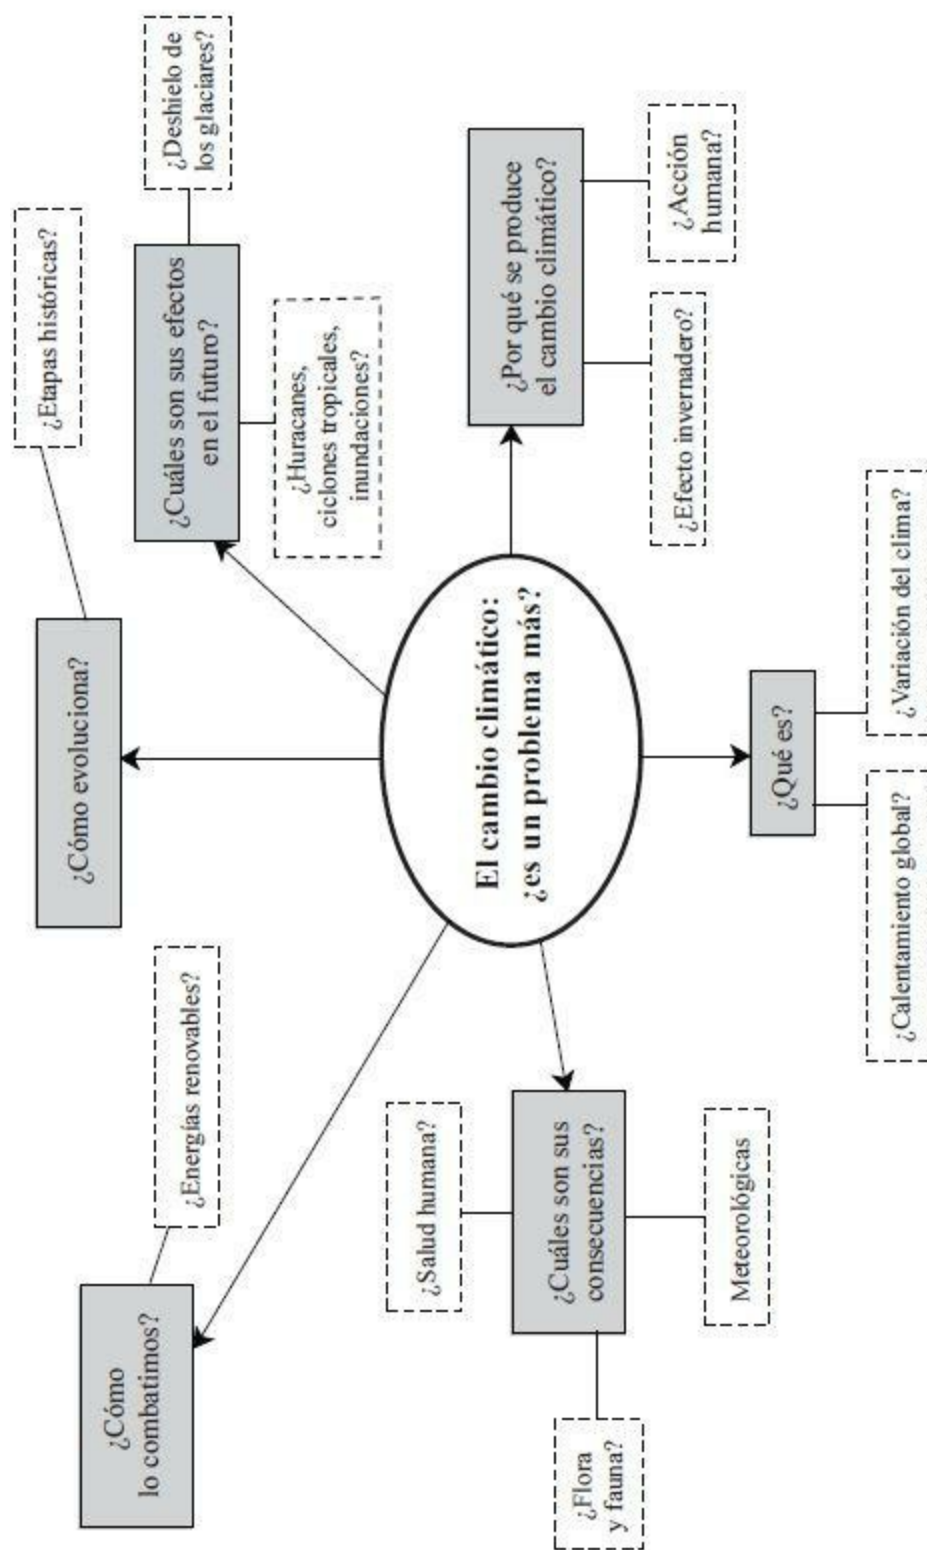 ¿Etapas históricas?
¿Cómo evoluciona?
¿Cómo
lo combatimos?
¿Energías renovables?
¿Cuáles son sus efectos
en el futuro?
¿Deshielo de
los glaciares?
¿Huracanes,
ciclones tropicales,
inundaciones?
¿Salud humana?
El cambio climático:
¿es un problema más?
¿Por qué se produce
el cambio climático?
¿Cuáles son sus
consecuencias?
¿Flora
y fauna?
Meteorológicas
¿Efecto invernadero?
¿Acción
humana?
¿Qué es?
¿Calentamiento global?
¿Variación del clima?